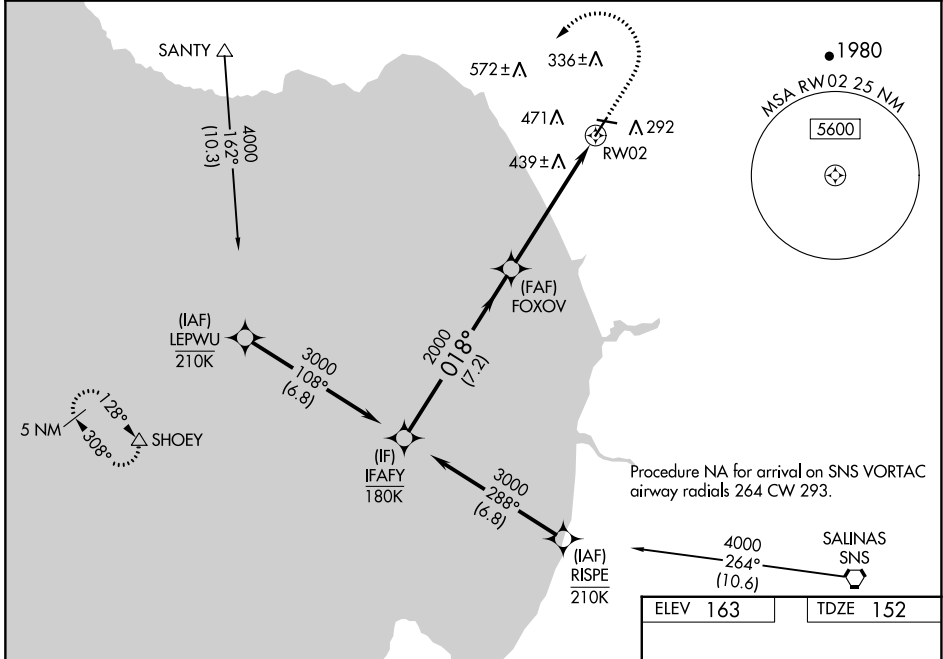 SANTY
4000
162°
(10.3)
572±
336±
471
292
439±
RW02
1980
MSA RW02 25 NM
5600
(FAF)
FOXOV
(IAF)
LEPWU
210K
3000
108°
(6.8)
2000
018°
(7.2)
5 NM
128°
308°
SHOEY
(IF)
IFAFY
180K
3000
288°
(6.8)
(IAF)
RISPE
210K
Procedure NA for arrival on SNS VORTAC
airway radials 264 CW 293.
4000
264°
(10.6)
SALINAS
SNS
ELEV 163
TDZE 152